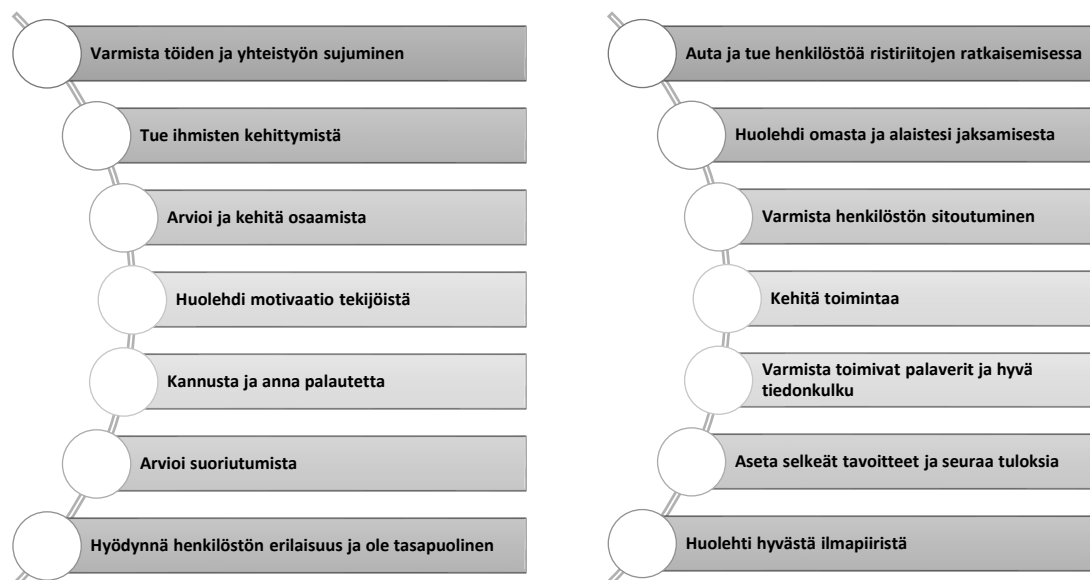 Varmista töiden ja yhteistyön sujuminen
Tue ihmisten kehittymistä
Arvioi ja kehitä osaamista
Huolehdi motivaatio tekijöistä
Kannusta ja anna palautetta
Arvioi suoriutumista
Hyödynnä henkilöstön erilaisuus ja ole tasapuolinen
Auta ja tue henkilöstöä ristiriitojen ratkaisemisessa
Huolehdi omasta ja alaistesi jaksamisesta
Varmista henkilöstön sitoutuminen
Kehitä toimintaa
Varmista toimivat palaverit ja hyvä
tiedonkulku
Aseta selkeät tavoitteet ja seuraa tuloksia
Huolehti hyvästä ilmapiiristä